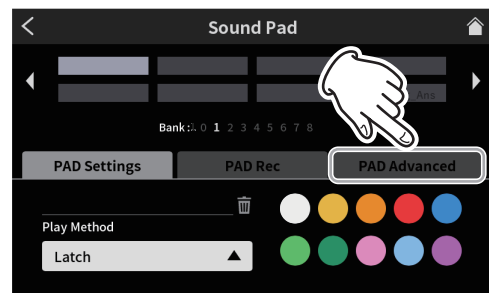 Sound Pad
Ans
Bank: 0 1 2 3 4 5 6 7 8
PAD Settings PAD Rec PAD Advanced
Play Method
Latch